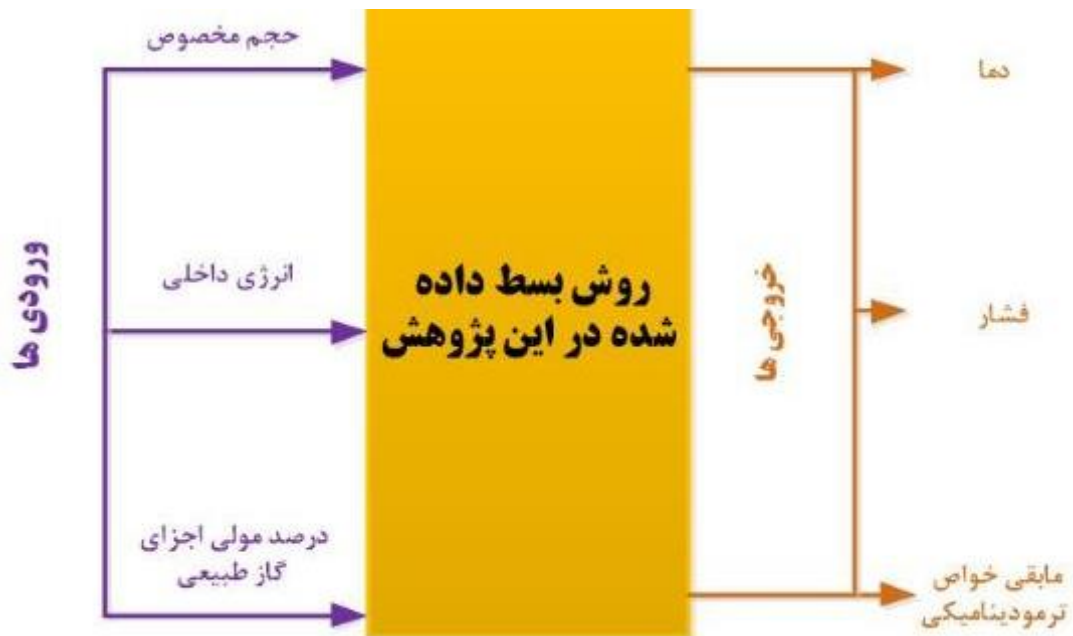 حجم مخصوص
دما
ورودی ها
انرژی داخلی
روش بسط داده
شده در این پژوهش
خروجی ها
فشار
درصد مولی اجزای
گاز طبیعی
مابقی خواص
ترمودینامیکی